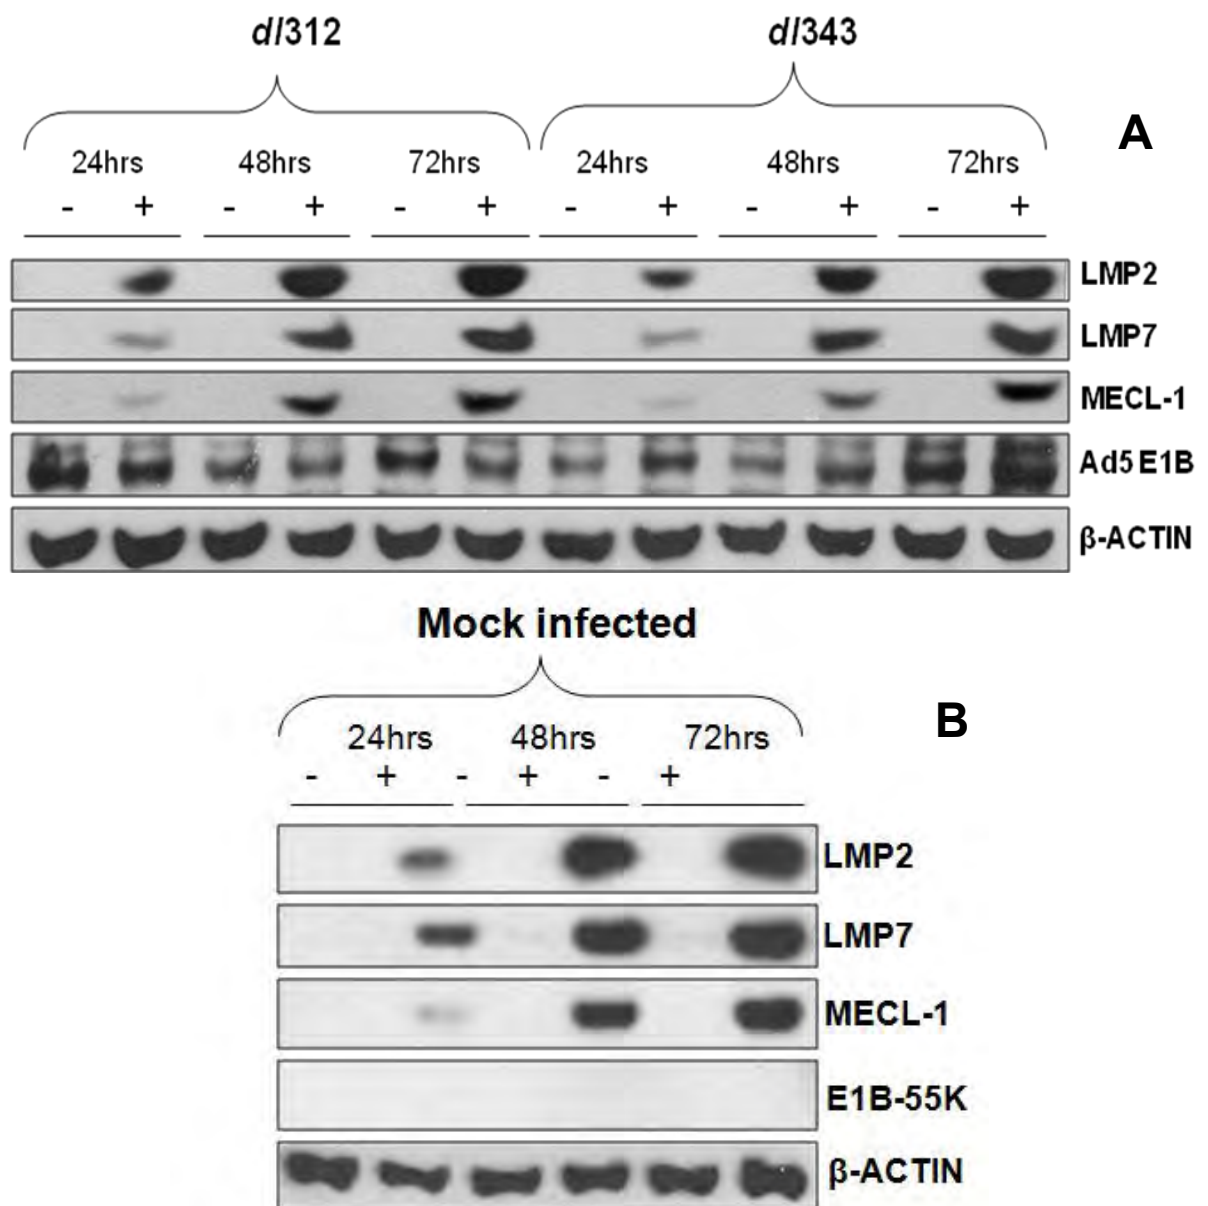 dl312 dl343
A
24hrs 48hrs 72hrs 24hrs 48hrs 72hrs
- + - + - + - + - + - +
LMP2
LMP7
MECL-1
Ad5 E1B
β-ACTIN
Mock infected
B
24hrs 48hrs 72hrs
- + - + - +
LMP2
LMP7
MECL-1
E1B-55K
β-ACTIN